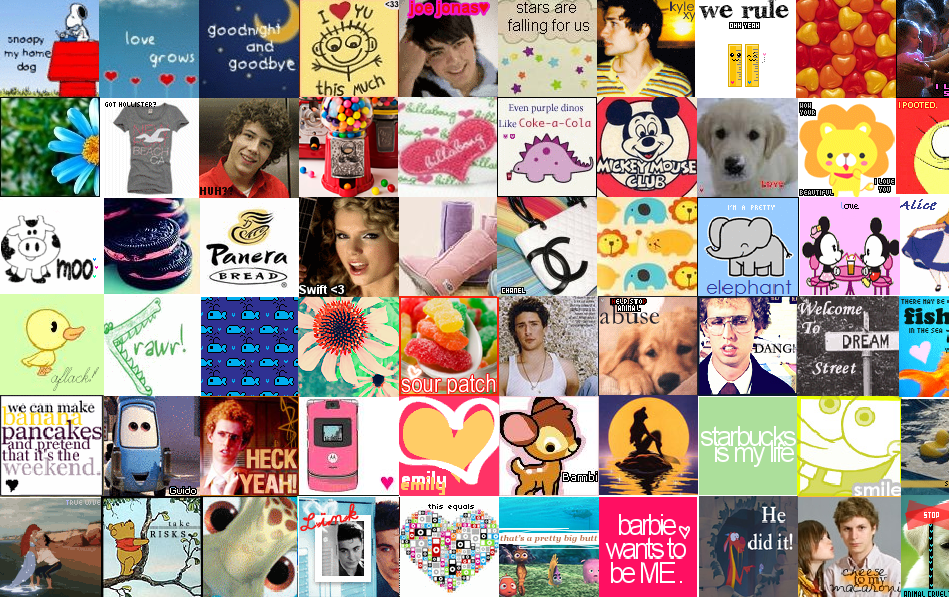 snoopy
my home
dog
love
grows
goodnight
and
goodbye
I ♥ YU
this much
<33
joe jonas♥
stars are
falling for us
kyle
xy
we rule
OHH YEAH
GOT HOLLISTER?
BEACH
HUH??
Billabong
Even purple dinos
Like Coke-a-Cola
MICKEY MOUSE
CLUB
LOVE
WOW
YOUR
BEAUTIFUL
I LOVE
YOU
I POOTED.
moo
Panera
BREAD
Swift <3
CHANEL
I'M A PRETTY
elephant
love
Alice
aflack!
rawr!
sour patch
HELP STOP
ANIMAL
abuse
DANG!
Welcome
To
DREAM
Street
THERE MAY BE
fish
IN THE SEA
we can make
banana
pancakes
and pretend
that it's the
weekend.
Guido
HECK
YEAH!
emily
Bambi
starbucks
is my life
smile
take
RISKS
Link
this equals
that's a pretty big butt
barbie♡
wants to
be ME.
He
did it!
cheese
to my
macaroni
STOP
ANIMAL CRUEL